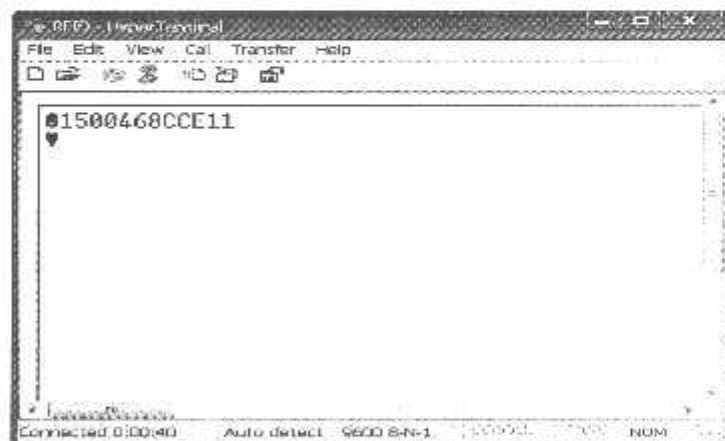 RFID - HyperTerminal
File Edit View Call Transfer Help
☻1500468CCE11
♥
Connected 0:00:40 Auto detect 9600 8-N-1 NUM